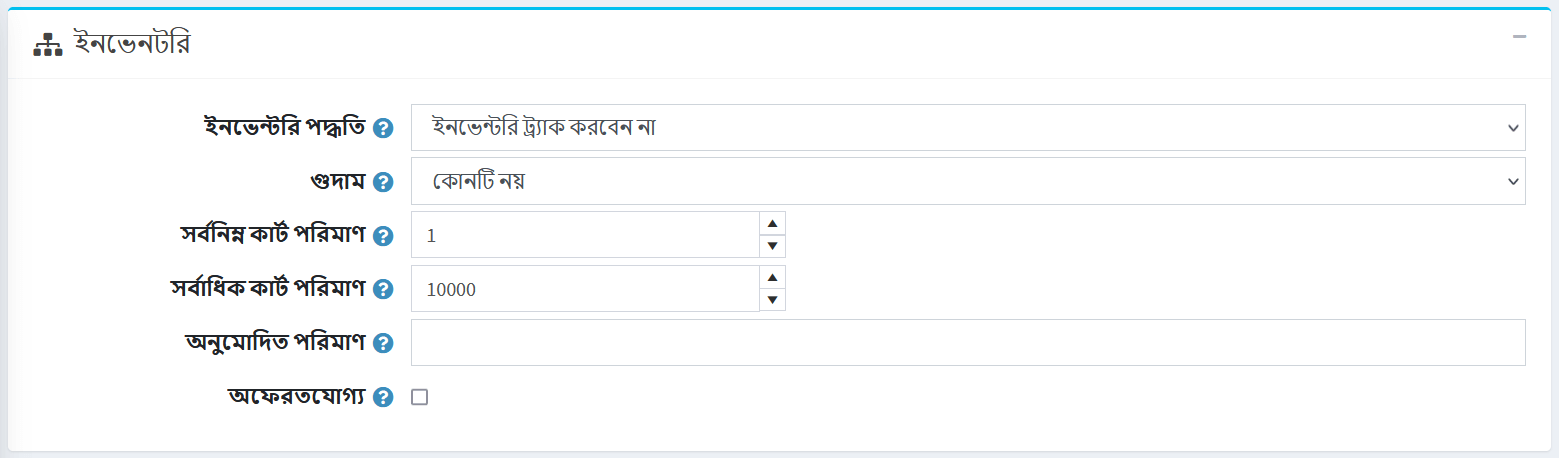 ইনভেনটরি
ইনভেন্টরি পদ্ধতি ইনভেন্টরি ট্র্যাক করবেন না
গুদাম কোনটি নয়
সর্বনিম্ন কার্ট পরিমাণ 1
সর্বাধিক কার্ট পরিমাণ 10000
অনুমোদিত পরিমাণ
অফেরতযোগ্য